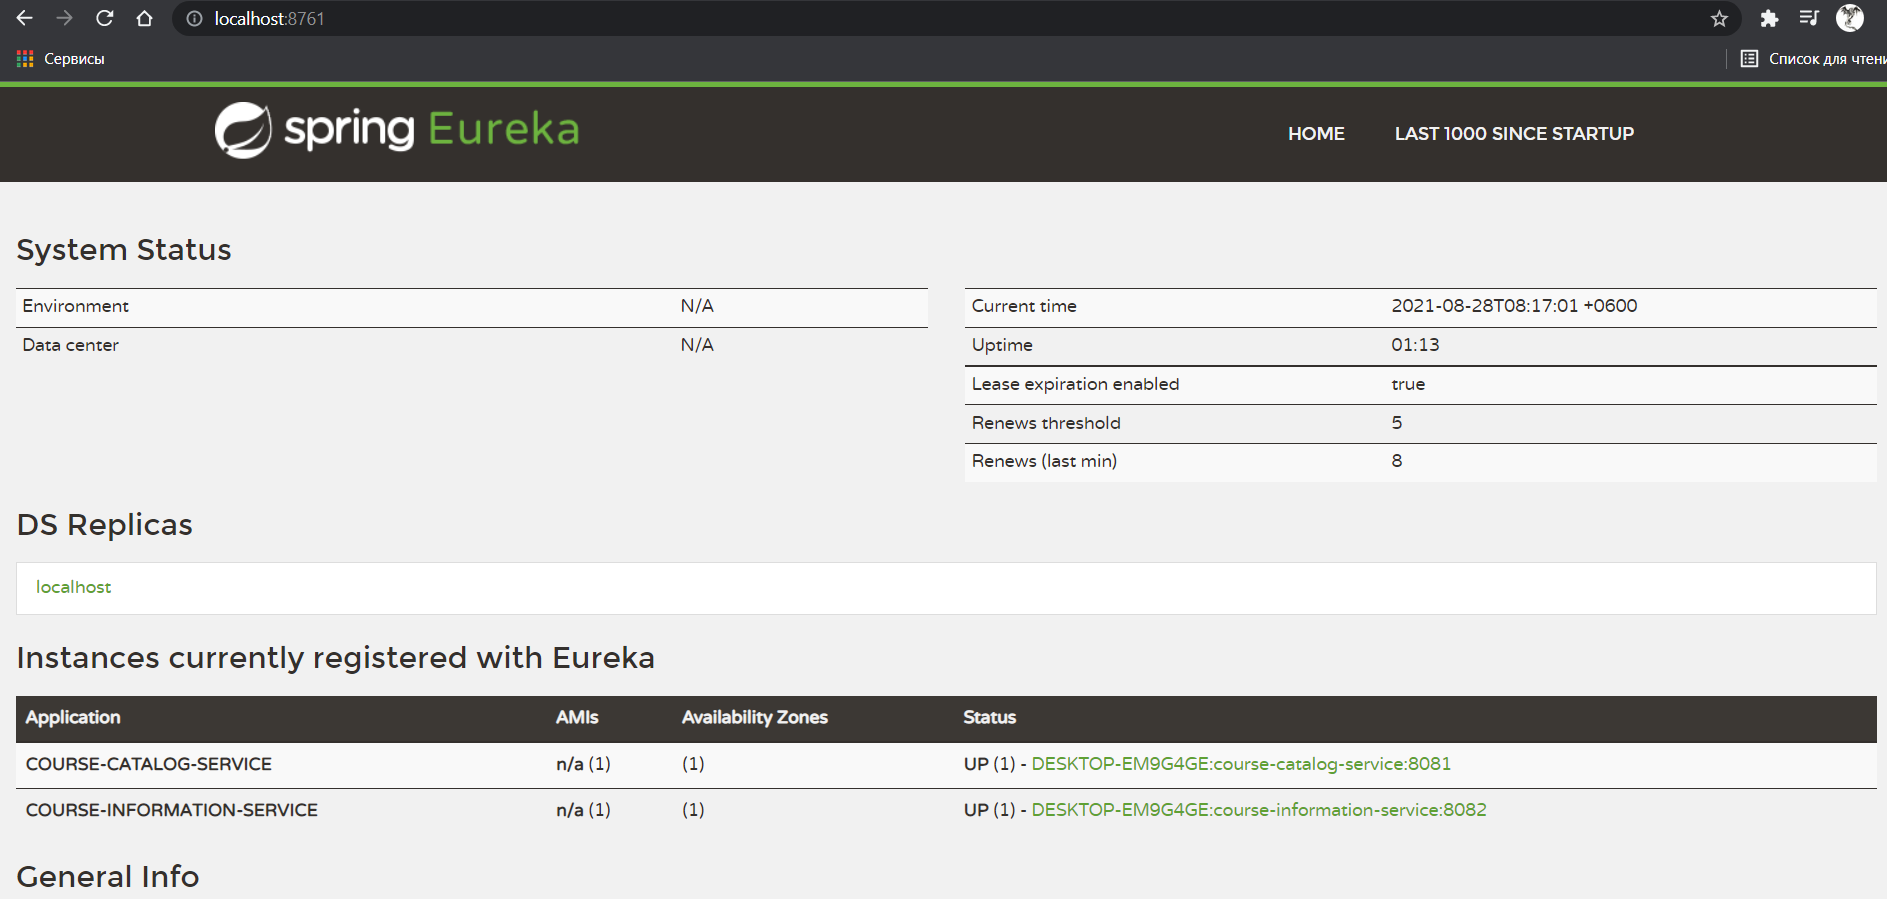 localhost:8761
Сервисы
Список для чтени
spring Eureka
HOME LAST 1000 SINCE STARTUP
System Status
Environment N/A
Data center N/A
Current time 2021-08-28T08:17:01 +0600
Uptime 01:13
Lease expiration enabled true
Renews threshold 5
Renews (last min) 8
DS Replicas
localhost
Instances currently registered with Eureka
Application AMIs Availability Zones Status
COURSE-CATALOG-SERVICE n/a (1) (1) UP (1) - DESKTOP-EM9G4GE:course-catalog-service:8081
COURSE-INFORMATION-SERVICE n/a (1) (1) UP (1) - DESKTOP-EM9G4GE:course-information-service:8082
General Info